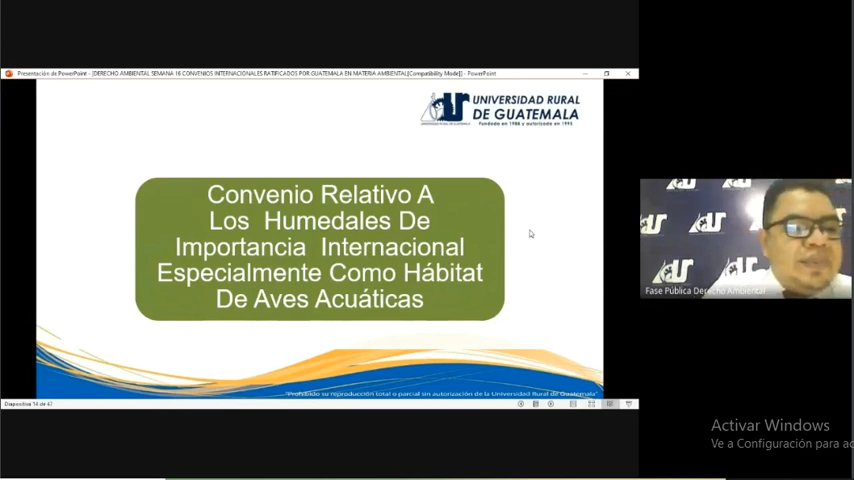 Presentación de PowerPoint - [DERECHO AMBIENTAL SEMANA 16 CONVENIOS INTERNACIONALES RATIFICADOS POR GUATEMALA EN MATERIA AMBIENTAL[Compatibility Mode]] - PowerPoint
UNIVERSIDAD RURAL
DE GUATEMALA
Fundada en 1988 y autorizada en 1995
Convenio Relativo A
Los Humedales De
Importancia Internacional
Especialmente Como Hábitat
De Aves Acuáticas
"Prohibido su reproducción total o parcial sin autorización de la Universidad Rural de Guatemala"
Diapositiva 14 de 47
Fase Pública Derecho Ambiental
Activar Windows
Ve a Configuración para ac